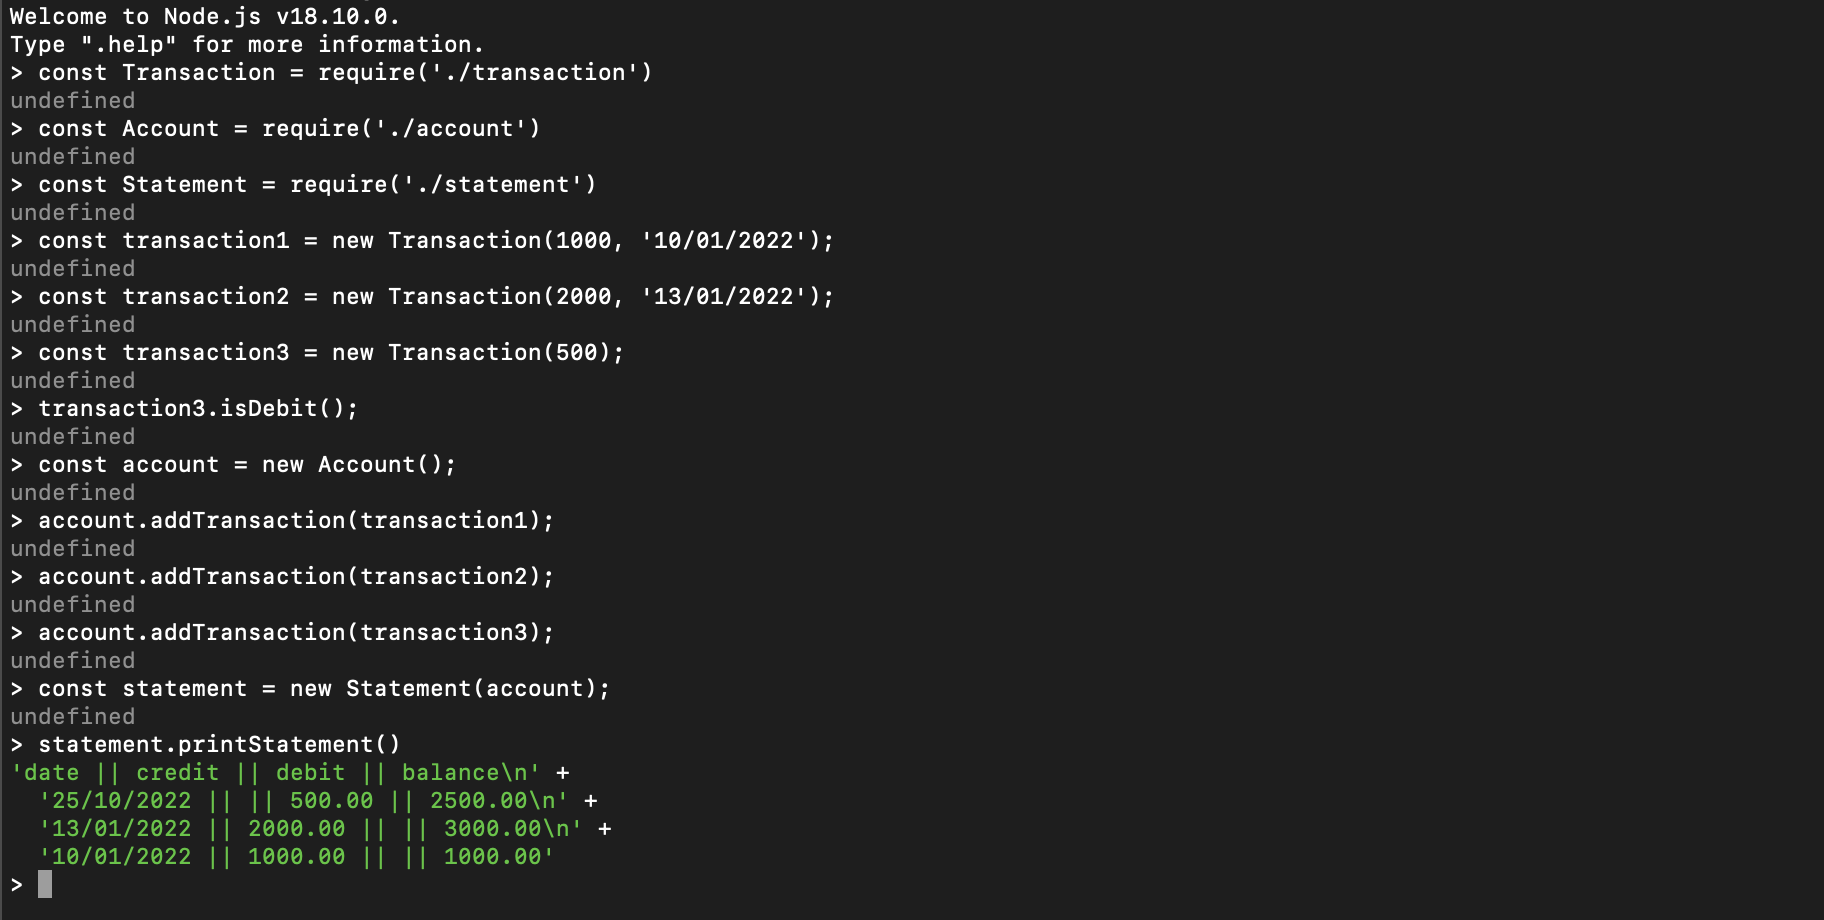 Welcome to Node.js v18.10.0.
Type ".help" for more information.
> const Transaction = require('./transaction')
undefined
> const Account = require('./account')
undefined
> const Statement = require('./statement')
undefined
> const transaction1 = new Transaction(1000, '10/01/2022');
undefined
> const transaction2 = new Transaction(2000, '13/01/2022');
undefined
> const transaction3 = new Transaction(500);
undefined
> transaction3.isDebit();
undefined
> const account = new Account();
undefined
> account.addTransaction(transaction1);
undefined
> account.addTransaction(transaction2);
undefined
> account.addTransaction(transaction3);
undefined
> const statement = new Statement(account);
undefined
> statement.printStatement()
'date || credit || debit || balance\n' +
  '25/10/2022 || || 500.00 || 2500.00\n' +
  '13/01/2022 || 2000.00 || || 3000.00\n' +
  '10/01/2022 || 1000.00 || || 1000.00'
>